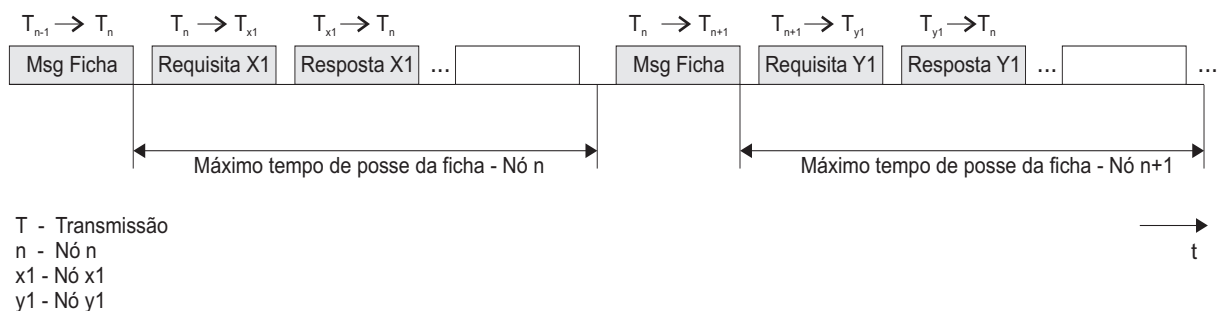 Tn-1 → Tn Tn → Tx1 Tx1 → Tn Tn → Tn+1 Tn+1 → Ty1 Ty1 → Tn
Msg Ficha Requisita X1 Resposta X1 ... Msg Ficha Requisita Y1 Resposta Y1 ... ...
Máximo tempo de posse da ficha - Nó n Máximo tempo de posse da ficha - Nó n+1
T - Transmissão
n - Nó n
x1 - Nó x1
y1 - Nó y1
t